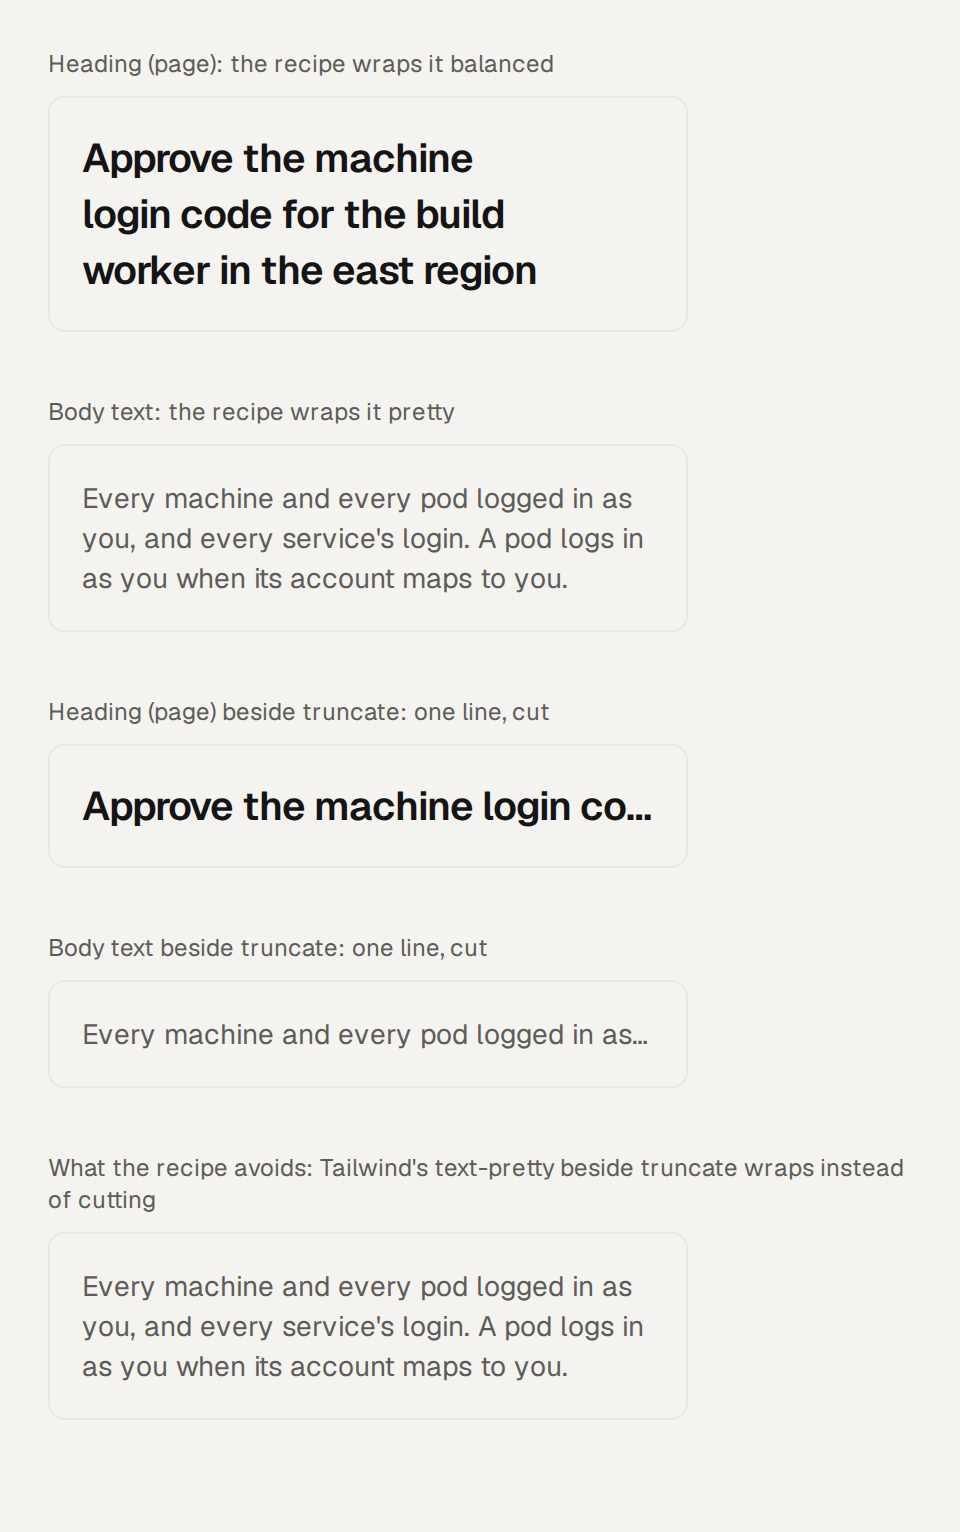 Heading (page): the recipe wraps it balanced
Approve the machine
login code for the build
worker in the east region
Body text: the recipe wraps it pretty
Every machine and every pod logged in as
you, and every service's login. A pod logs in
as you when its account maps to you.
Heading (page) beside truncate: one line, cut
Approve the machine login co...
Body text beside truncate: one line, cut
Every machine and every pod logged in as...
What the recipe avoids: Tailwind's text-pretty beside truncate wraps instead
of cutting
Every machine and every pod logged in as
you, and every service's login. A pod logs in
as you when its account maps to you.